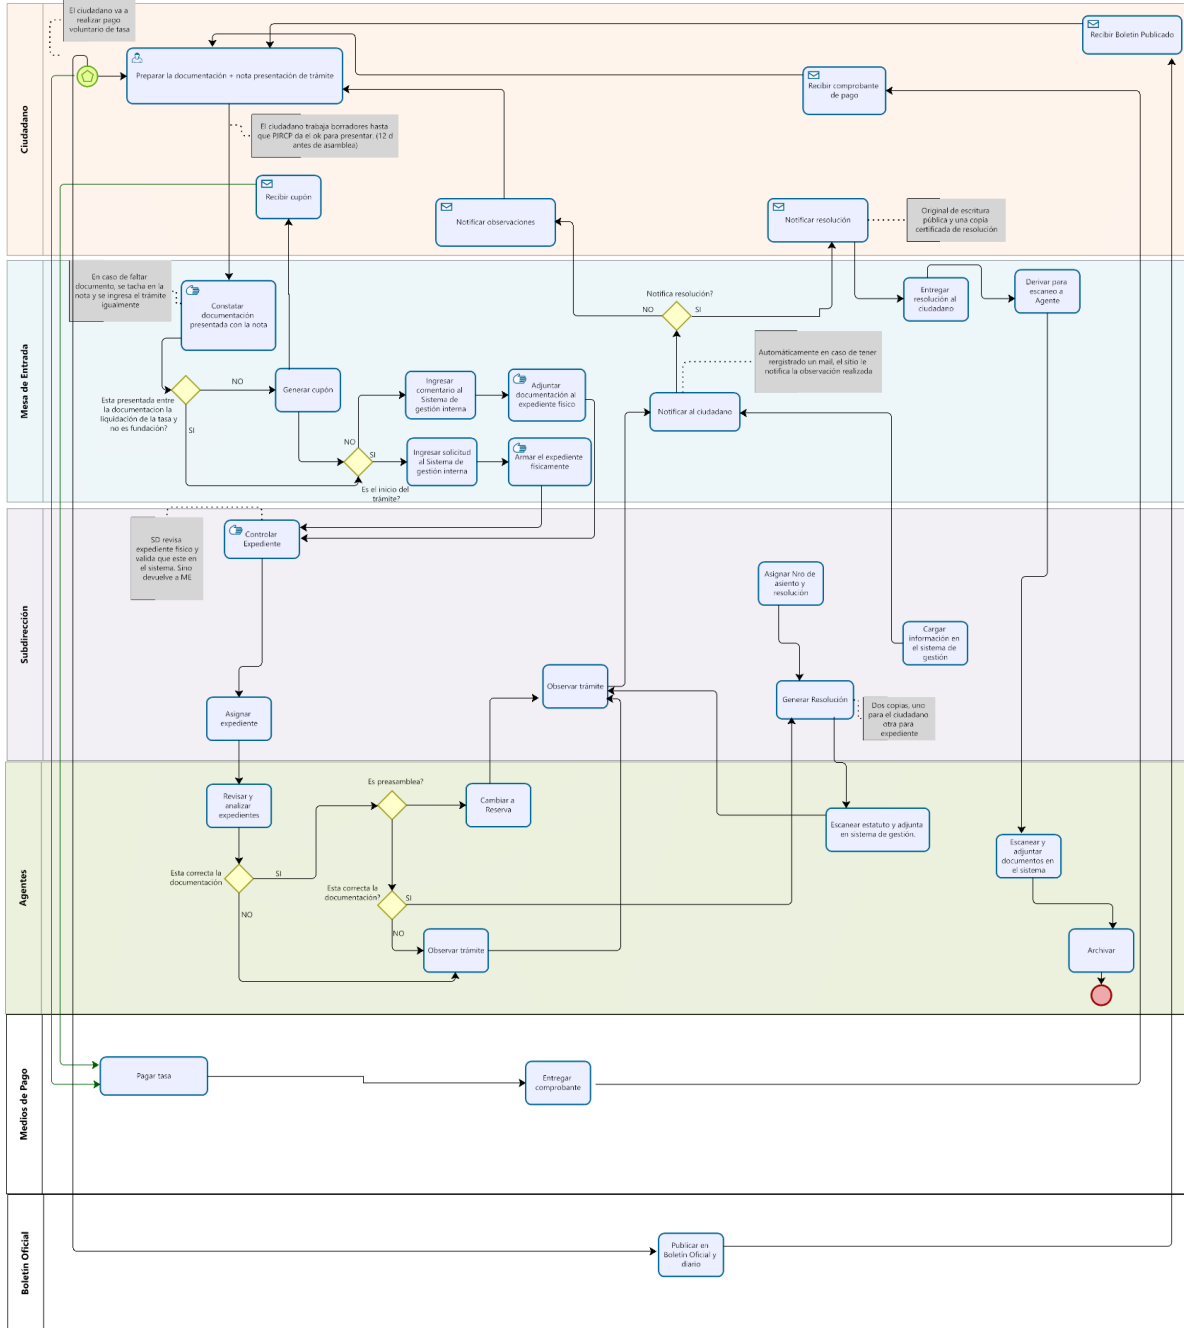 El ciudadano va a
realizar pago
voluntario de tasa
Recibir Boletin Publicado
Preparar la documentación + nota presentación de trámite
Recibir comprobante
de pago
El ciudadano trabaja borradores hasta
que PJRCP da el ok para presentar. (12 d
antes de asamblea)
Ciudadano
Recibir cupón
Notificar observaciones
Notificar resolución
Original de escritura
pública y una copia
certificada de resolución
En caso de faltar
documento, se tacha en la
nota y se ingresa el trámite
igualmente
Constatar
documentación
presentada con la nota
Notifica resolución?
NO
SI
Entregar
resolución al
ciudadano
Derivar para
escaneo a
Agente
Automáticamente en caso de tener
rergistrado un mail, el sitio le
notifica la observación realizada
Mesa de Entrada
Esta presentada entre
la documentacion la
liquidación de la tasa y
no es fundación?
NO
SI
Generar cupón
Ingresar
comentario al
Sistema de
gestión interna
Adjuntar
documentación al
expediente físico
Notificar al ciudadano
NO
SI
Es el inicio del
trámite?
Ingresar solicitud
al Sistema de
gestión interna
Armar el expediente
físicamente
SD revisa
expediente físico y
valida que este en
el sistema. Sino
devuelve a ME
Controlar
Expediente
Asignar Nro de
asiento y
resolución
Cargar
información en
el sistema de
gestión
Subdirección
Observar trámite
Generar Resolución
Dos copias, uno
para el ciudadano
otra para
expediente
Asignar
expediente
Revisar y
analizar
expedientes
Es preasamblea?
Cambiar a
Reserva
Escanear estatuto y adjunta
en sistema de gestión.
Escanear y
adjuntar
documentos en
el sistema
Agentes
Esta correcta la
documentación
SI
NO
Esta correcta la
documentación?
SI
NO
Observar trámite
Archivar
Medios de Pago
Pagar tasa
Entregar
comprobante
Boletín Oficial
Publicar en
Boletín Oficial y
diario